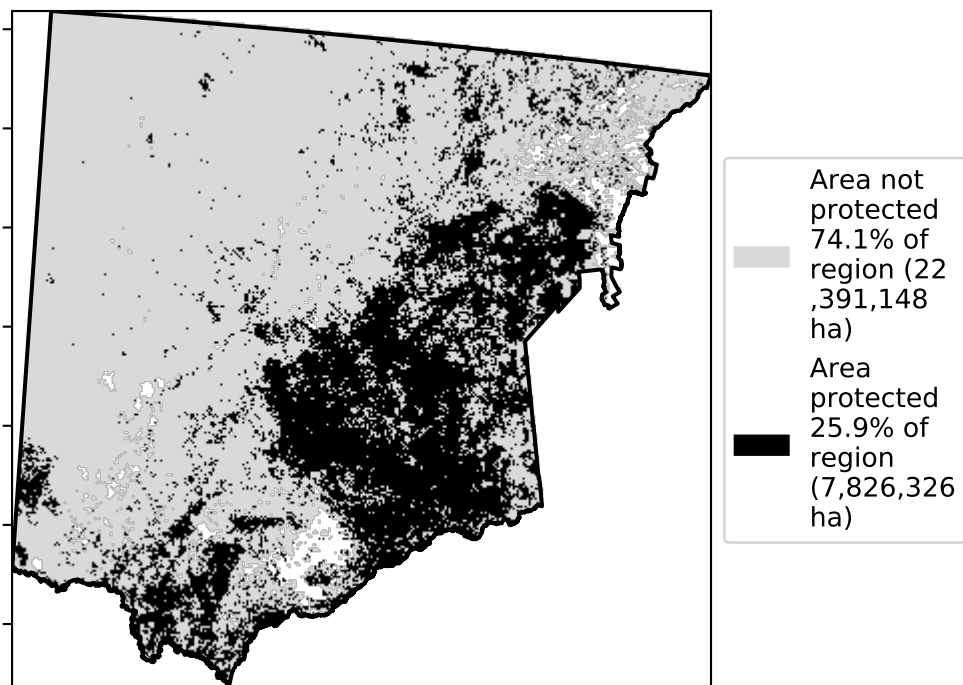 Area not
protected
74.1% of
region (22
,391,148
ha)
Area
protected
25.9% of
region
(7,826,326
ha)